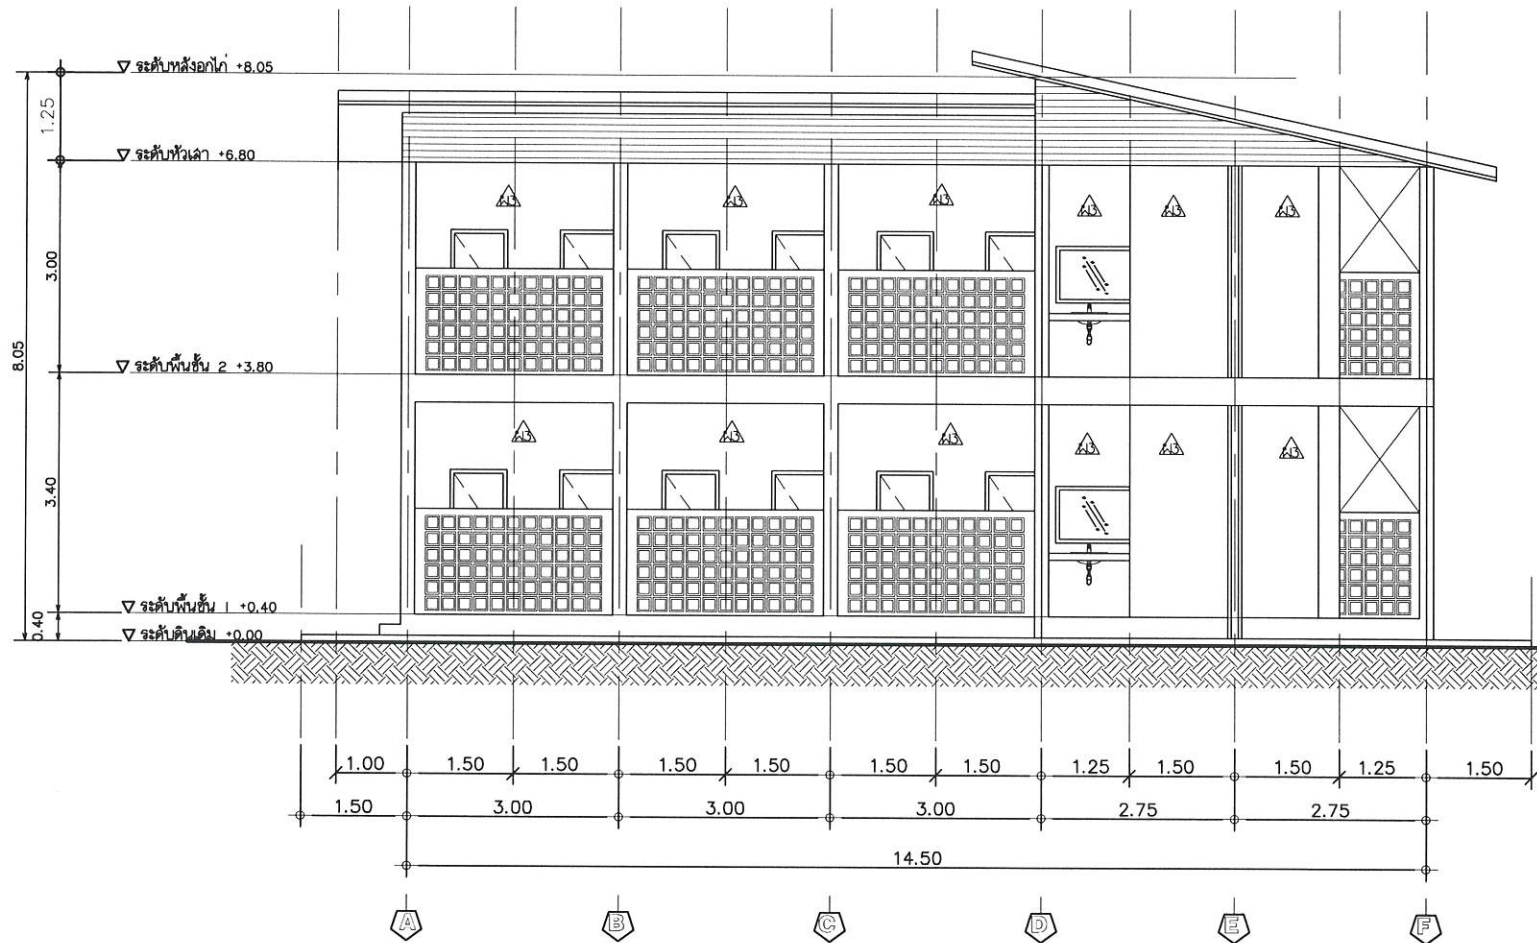 ระดับหลังอกไก่ +8.05
1.25
ระดับหัวเสา +6.80
3.00
8.05
ระดับพื้นชั้น 2 +3.80
3.40
ระดับพื้นชั้น 1 +0.40
0.40
ระดับดินเดิม +0.00
1.00 1.50 1.50 1.50 1.50 1.50 1.50 1.25 1.50 1.50 1.25 1.50
1.50 3.00 3.00 3.00 2.75 2.75
14.50
A B C D E F